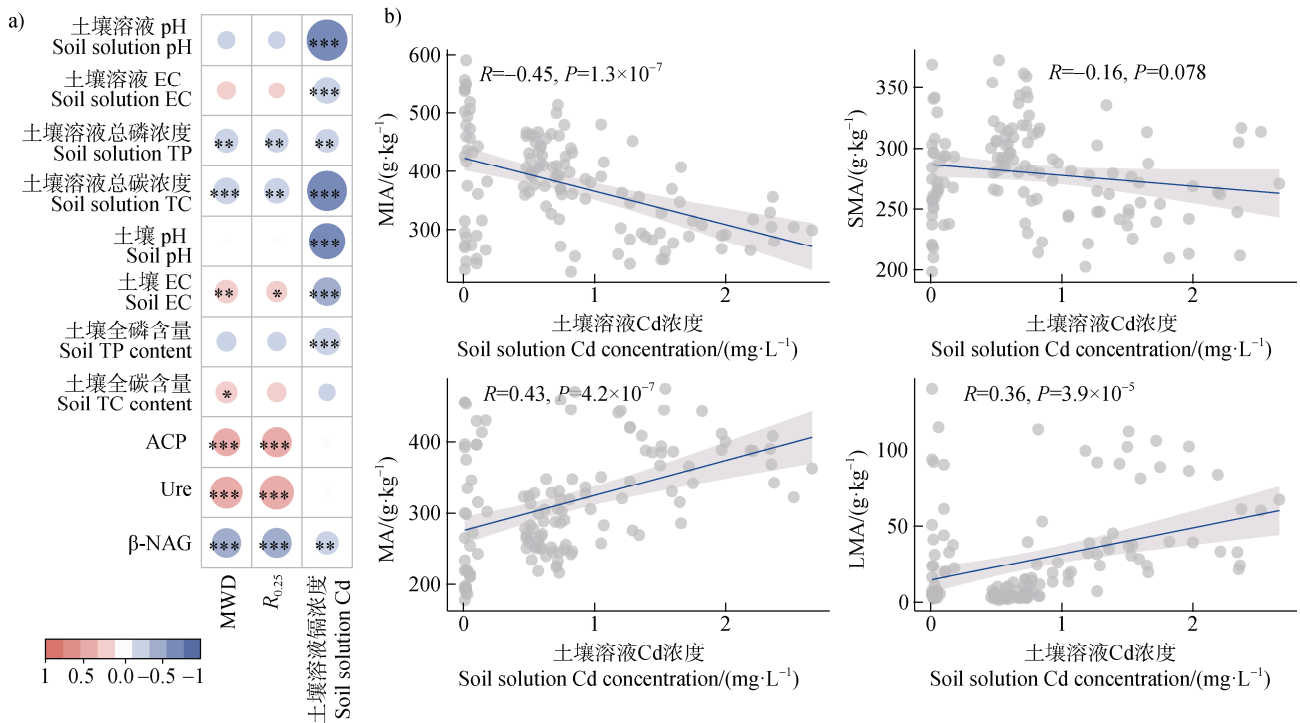 a)
土壤溶液 pH
Soil solution pH
土壤溶液 EC
Soil solution EC
土壤溶液总磷浓度
Soil solution TP
土壤溶液总碳浓度
Soil solution TC
土壤 pH
Soil pH
土壤 EC
Soil EC
土壤全磷含量
Soil TP content
土壤全碳含量
Soil TC content
ACP
Ure
β-NAG
***
***
** ** **
*** ** ***
***
** * ***
***
*
*** ***
*** ***
*** *** **
MWD
R0.25
土壤溶液镉浓度
Soil solution Cd
1 0.5 0.0 −0.5 −1
b)
R=−0.45, P=1.3×10−7
MIA/(g·kg−1)
600
500
400
300
0 1 2
土壤溶液Cd浓度
Soil solution Cd concentration/(mg·L−1)
R=−0.16, P=0.078
SMA/(g·kg−1)
350
300
250
200
0 1 2
土壤溶液Cd浓度
Soil solution Cd concentration/(mg·L−1)
R=0.43, P=4.2×10−7
MA/(g·kg−1)
400
300
200
0 1 2
土壤溶液Cd浓度
Soil solution Cd concentration/(mg·L−1)
R=0.36, P=3.9×10−5
LMA/(g·kg−1)
100
50
0
0 1 2
土壤溶液Cd浓度
Soil solution Cd concentration/(mg·L−1)